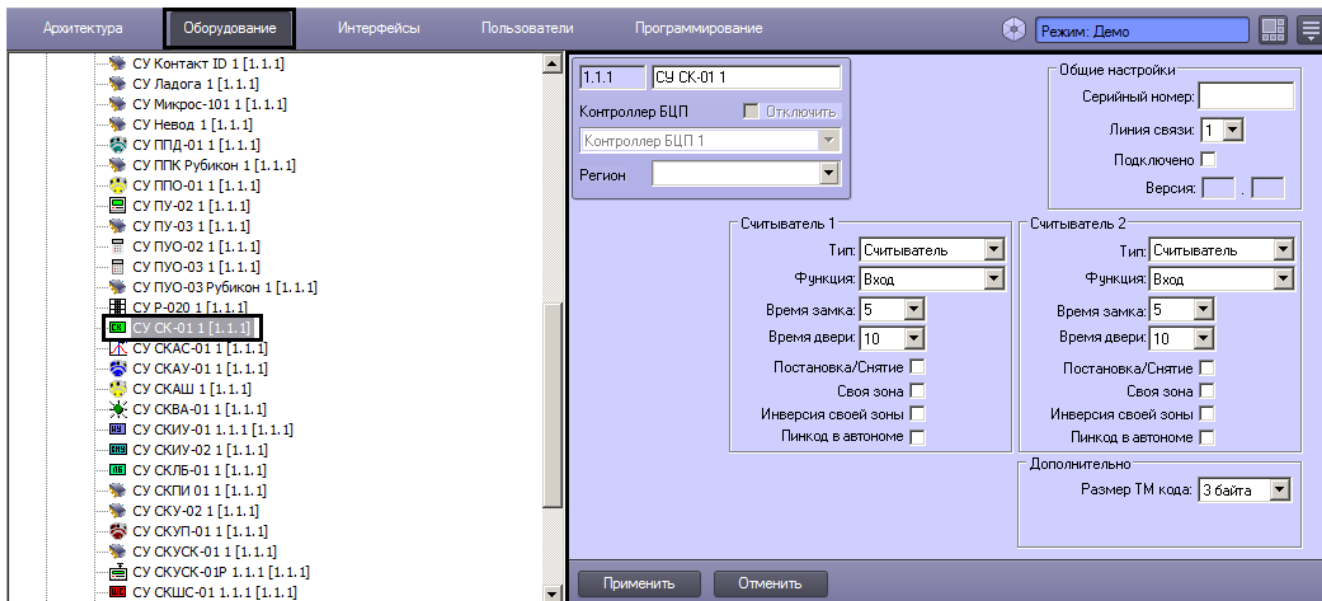 Архитектура Оборудование Интерфейсы Пользователи Программирование Режим: Демо
СУ Контакт ID 1 [1.1.1]
СУ Ладога 1 [1.1.1]
СУ Микрос-101 1 [1.1.1]
СУ Невод 1 [1.1.1]
СУ ППД-01 1 [1.1.1]
СУ ППК Рубикон 1 [1.1.1]
СУ ППО-01 1 [1.1.1]
СУ ПУ-02 1 [1.1.1]
СУ ПУ-03 1 [1.1.1]
СУ ПУО-02 1 [1.1.1]
СУ ПУО-03 1 [1.1.1]
СУ ПУО-03 Рубикон 1 [1.1.1]
СУ Р-020 1 [1.1.1]
СУ СК-01 1 [1.1.1]
СУ СКАС-01 1 [1.1.1]
СУ СКАУ-01 1 [1.1.1]
СУ СКАШ 1 [1.1.1]
СУ СКВА-01 1 [1.1.1]
СУ СКИУ-01 1.1.1 [1.1.1]
СУ СКИУ-02 1 [1.1.1]
СУ СКЛБ-01 1 [1.1.1]
СУ СКПИ 01 1 [1.1.1]
СУ СКУ-02 1 [1.1.1]
СУ СКУП-01 1 [1.1.1]
СУ СКУСК-01 1 [1.1.1]
СУ СКУСК-01Р 1.1.1 [1.1.1]
СУ СКШС-01 1.1.1 [1.1.1]
1.1.1 СУ СК-01 1
Контроллер БЦП Отключить
Контроллер БЦП 1
Регион
Общие настройки
Серийный номер:
Линия связи: 1
Подключено
Версия: .
Считыватель 1
Тип: Считыватель
Функция: Вход
Время замка: 5
Время двери: 10
Постановка/Снятие
Своя зона
Инверсия своей зоны
Пинкод в автономе
Считыватель 2
Тип: Считыватель
Функция: Вход
Время замка: 5
Время двери: 10
Постановка/Снятие
Своя зона
Инверсия своей зоны
Пинкод в автономе
Дополнительно
Размер ТМ кода: 3 байта
Применить Отменить